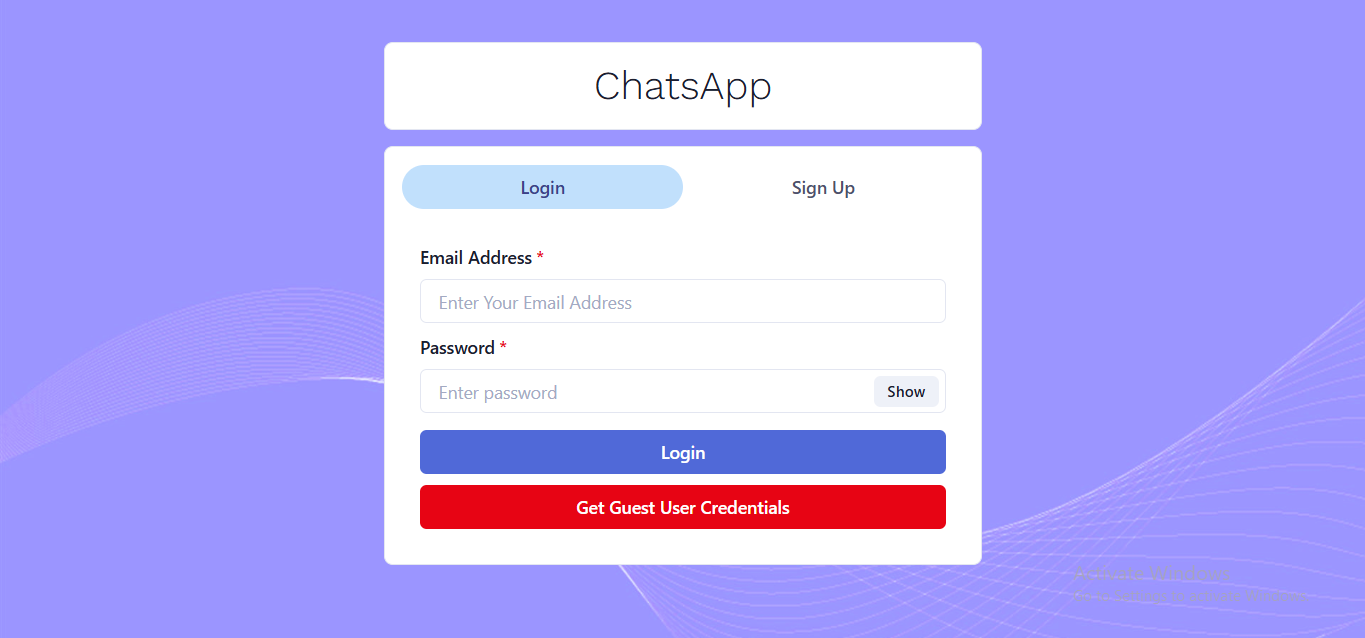 ChatsApp
Login
Sign Up
Email Address *
Enter Your Email Address
Password *
Enter password
Show
Login
Get Guest User Credentials
Activate Windows
Go to Settings to activate Windows.